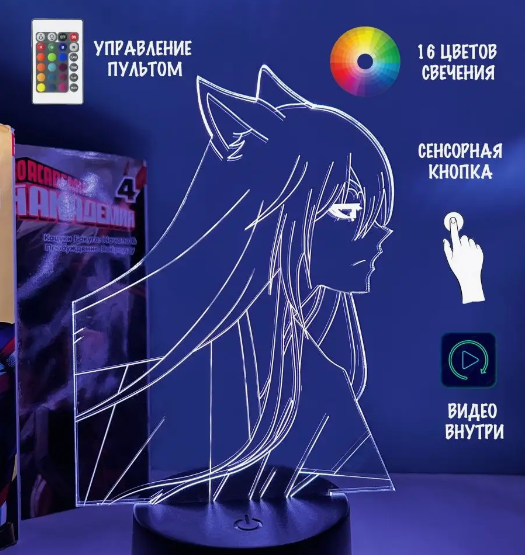 УПРАВЛЕНИЕ
ПУЛЬТОМ
16 ЦВЕТОВ
СВЕЧЕНИЯ
СЕНСОРНАЯ
КНОПКА
4
ВИДЕО
ВНУТРИ